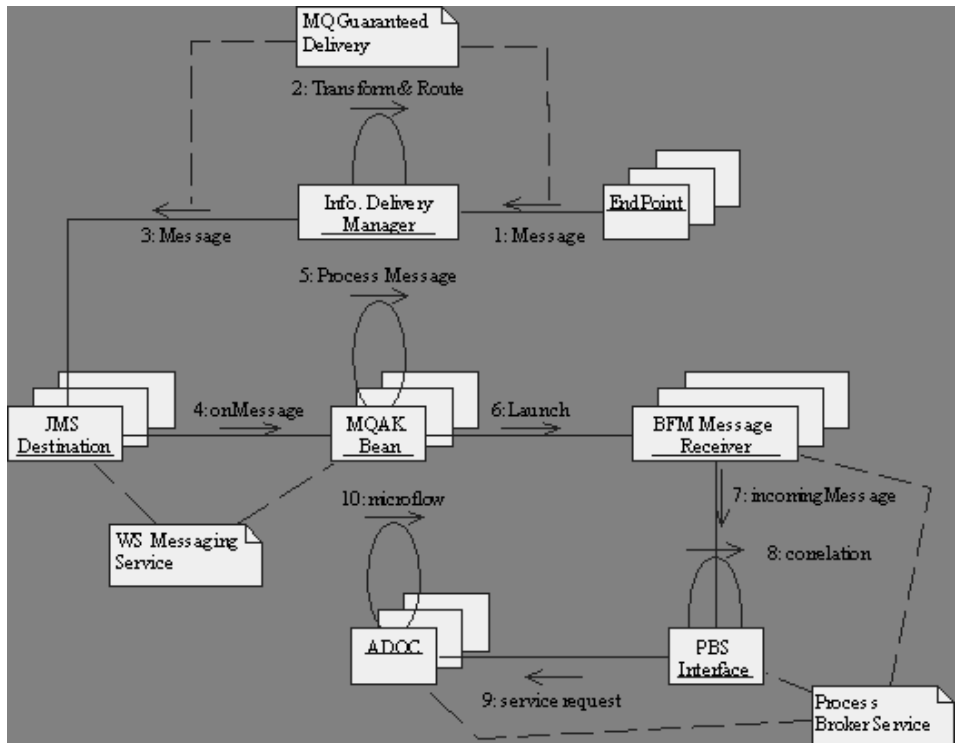 MQGuaranteed
Delivery
2: Transform & Route
Info. Delivery
Manager
EndPoint
3: Message
1: Message
5: Process Message
JMS
Destination
4: onMessage
MQAK
Bean
6: Launch
BFM Message
Receiver
7: incomingMessage
10: microflow
8: correlation
WS Messaging
Service
ADOC
PBS
Interface
9: service request
Process
Broker Service